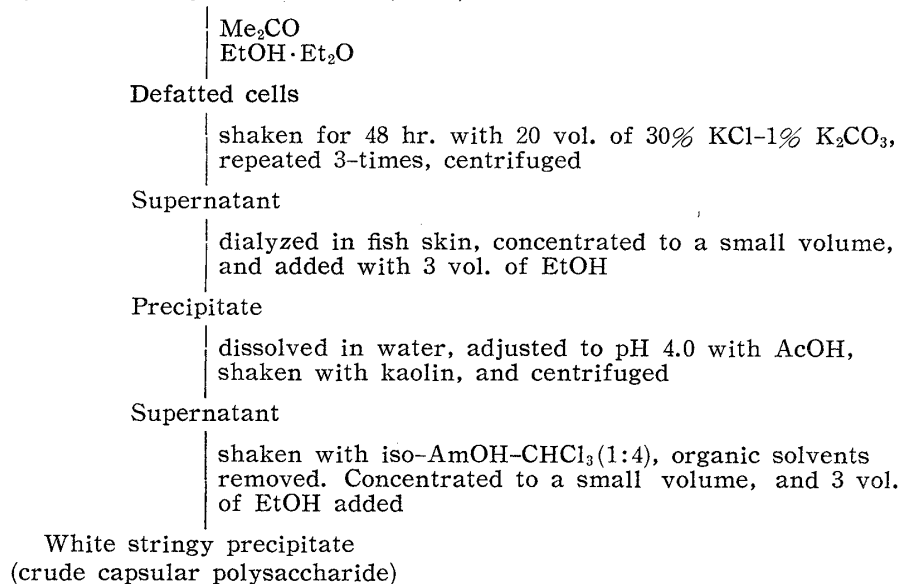 Me₂CO
EtOH·Et₂O
Defatted cells
shaken for 48 hr. with 20 vol. of 30% KCl–1% K₂CO₃,
repeated 3-times, centrifuged
Supernatant
dialyzed in fish skin, concentrated to a small volume,
and added with 3 vol. of EtOH
Precipitate
dissolved in water, adjusted to pH 4.0 with AcOH,
shaken with kaolin, and centrifuged
Supernatant
shaken with iso-AmOH–CHCl₃(1:4), organic solvents
removed. Concentrated to a small volume, and 3 vol.
of EtOH added
White stringy precipitate
(crude capsular polysaccharide)